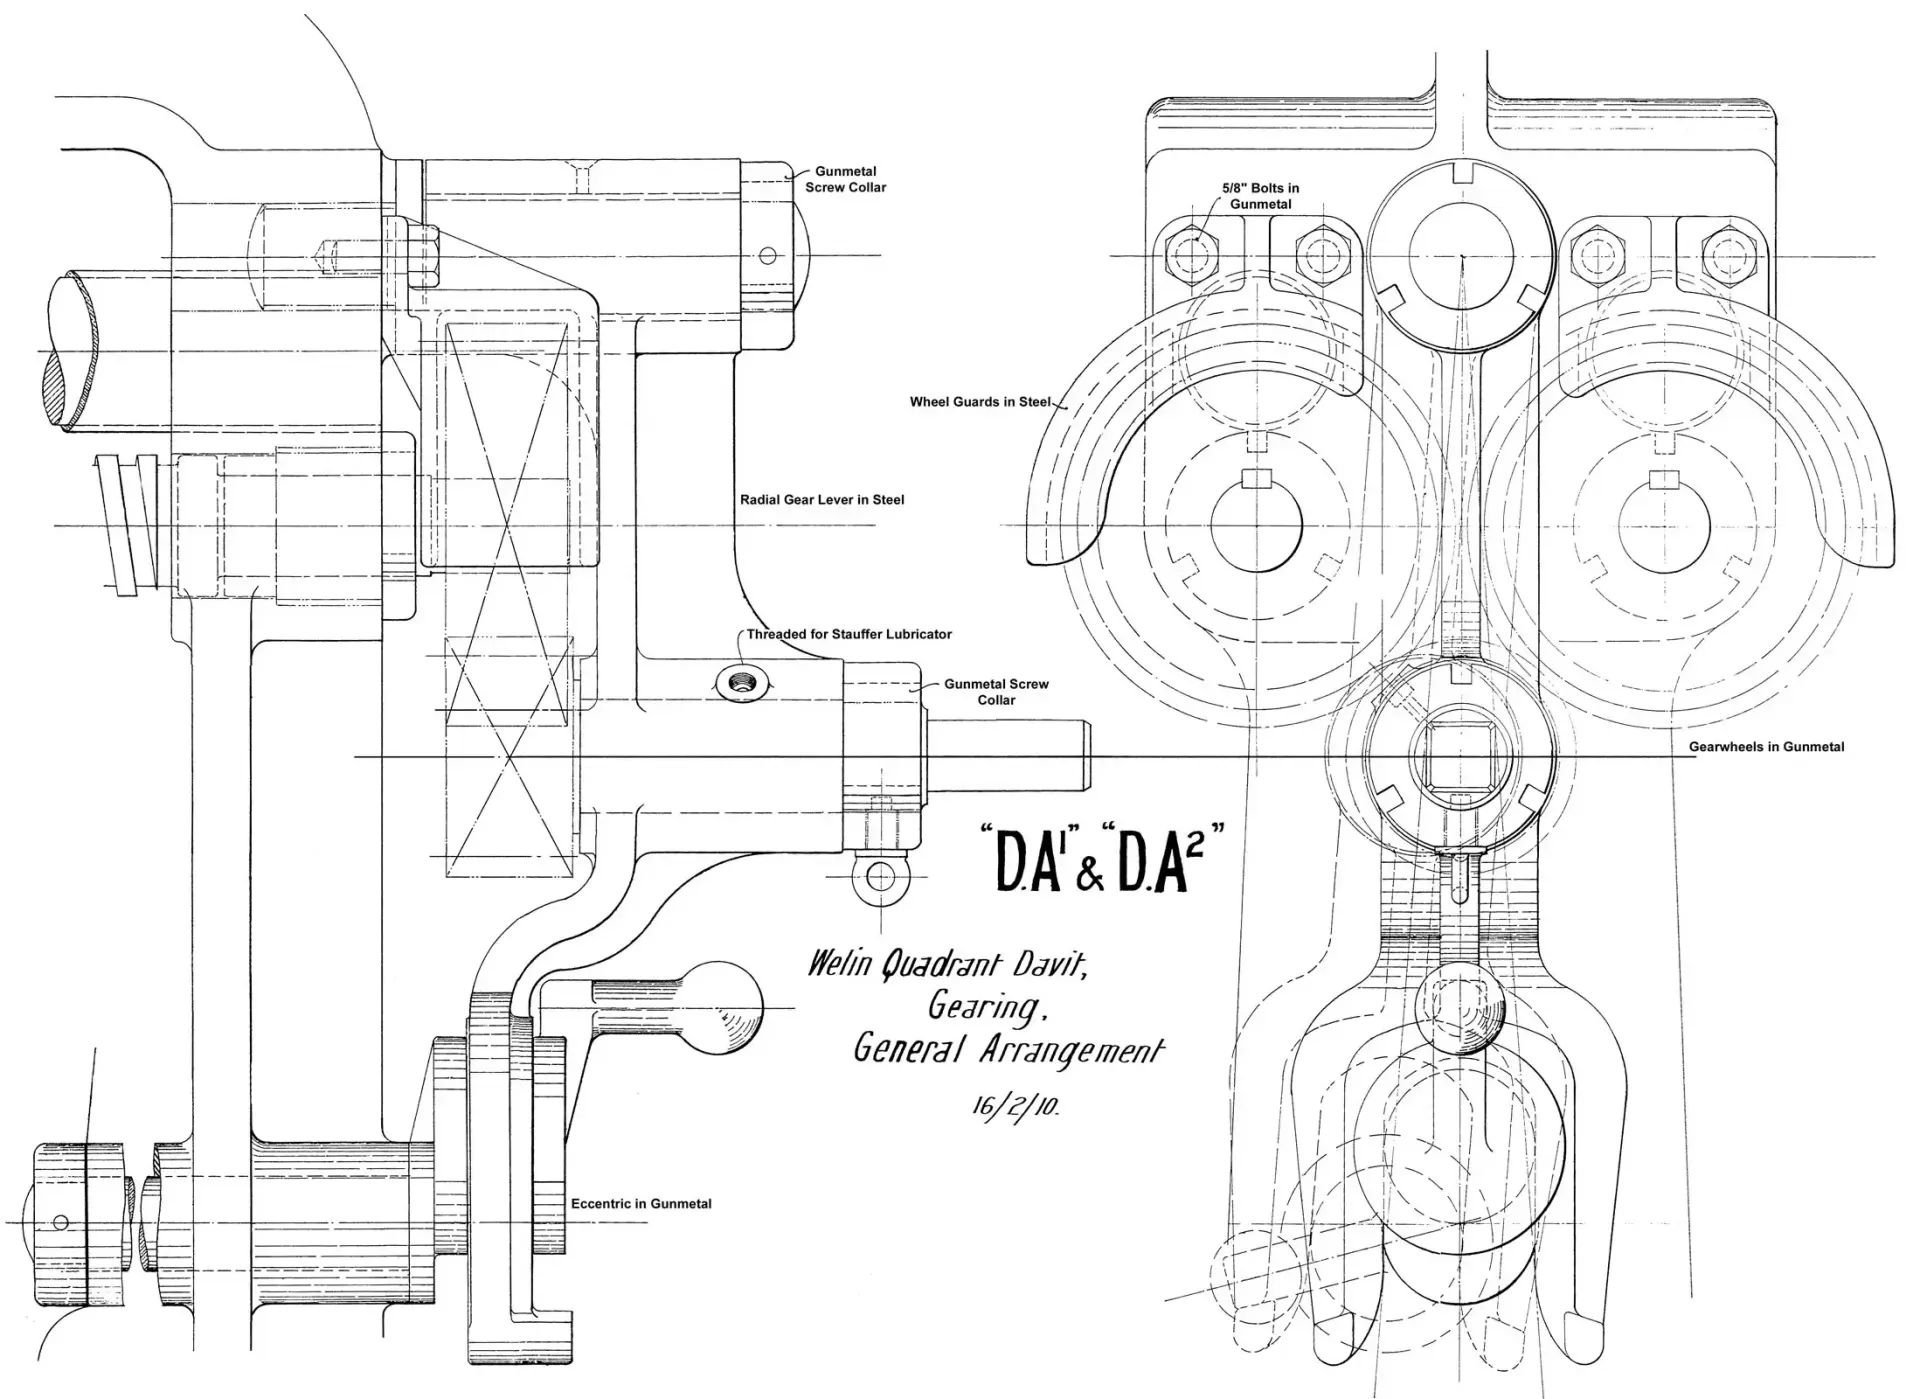 Gunmetal
Screw Collar
5/8" Bolts in
Gunmetal
Wheel Guards in Steel
Radial Gear Lever in Steel
Threaded for Stauffer Lubricator
Gunmetal Screw
Collar
Gearwheels in Gunmetal
"D.A¹" & "D.A²"
Welin Quadrant Davit,
Gearing,
General Arrangement
16/2/10.
Eccentric in Gunmetal